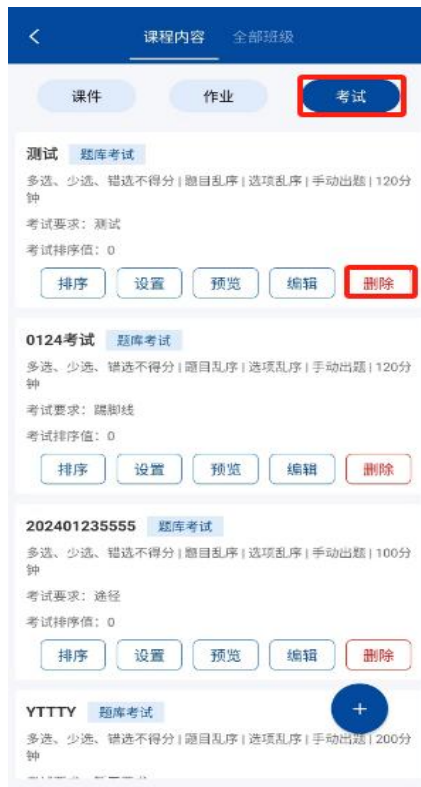 课程内容 全部班级
课件 作业 考试
测试 题库考试
多选、少选、错选不得分|题目乱序|选项乱序|手动出题|120分
钟
考试要求：测试
考试排序值：0
排序 设置 预览 编辑 删除
0124考试 题库考试
多选、少选、错选不得分|题目乱序|选项乱序|手动出题|120分
钟
考试要求：踢脚线
考试排序值：0
排序 设置 预览 编辑 删除
202401235555 题库考试
多选、少选、错选不得分|题目乱序|选项乱序|手动出题|100分
钟
考试要求：途径
考试排序值：0
排序 设置 预览 编辑 删除
YTTTY 题库考试
多选、少选、错选不得分|题目乱序|选项乱序|手动出题|200分
钟